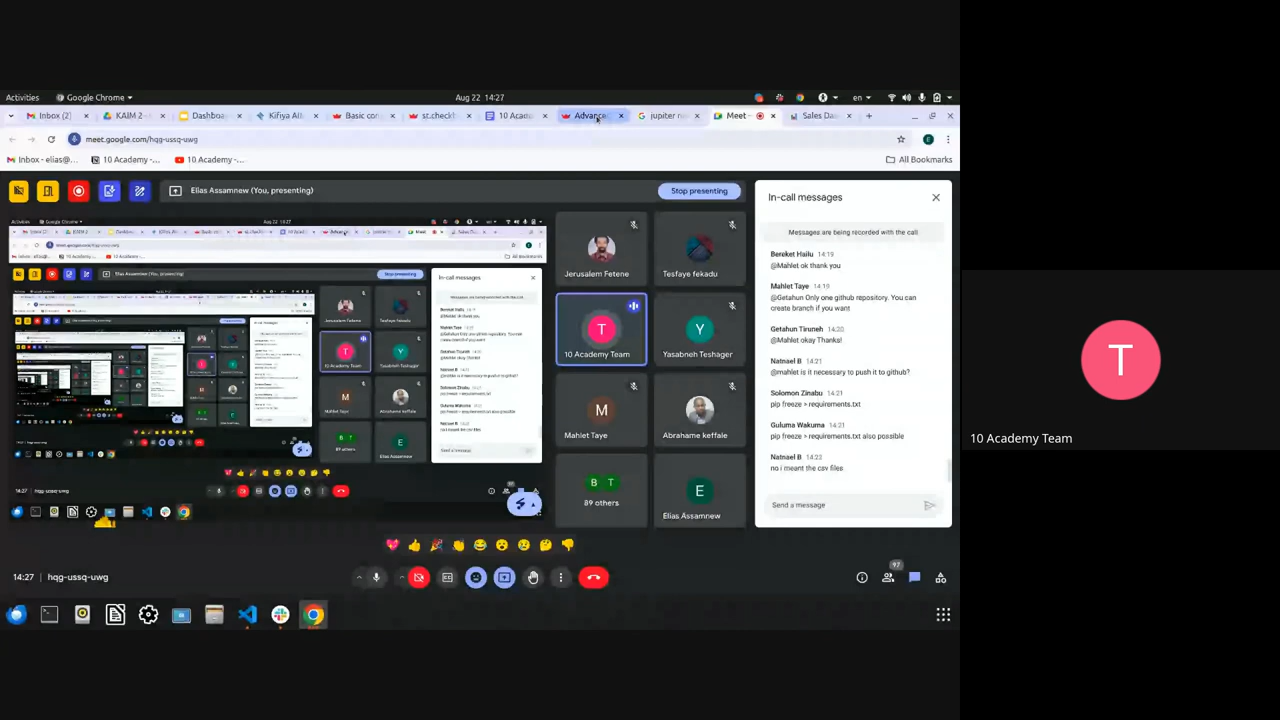 Activities
Google Chrome
Aug 22 14:27
en
Inbox (2)
KAIM 2
Dashboa
Kifiya AI
Basic con
sr.check
10 Acad
Advance
jupiter n
Meet -
Sales Da
meet.google.com/hqg-ussq-uwg
Inbox - elias@...
10 Academy -...
10 Academy -...
All Bookmarks
Elias Assamnew (You, presenting)
Stop presenting
In-call messages
Messages are being recorded with the call
Bereket Hailu 14:19
@Mahlet ok thank you
Mahlet Taye 14:19
@Getahun Only one github repository. You can
create branch if you want
Getahun Tiruneh 14:20
@Mahlet okay Thanks!
Natnael B 14:21
@mahlet is it necessary to push it to github?
Solomon Zinabu 14:21
pip freeze > requirements.txt
Guluma Wakuma 14:21
pip freeze > requirements.txt also possible
Natnael B 14:22
no i meant the csv files
Send a message
Jerusalem Fetene
Tesfaye fekadu
T
10 Academy Team
Y
Yasabneh Teshager
M
Mahlet Taye
Abrahame keffale
B T
89 others
E
Elias Assamnew
14:27 | hqg-ussq-uwg
97
T
10 Academy Team